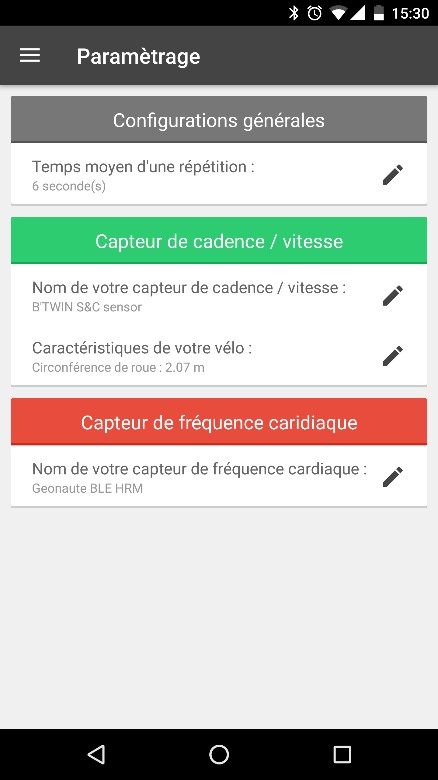 15:30
Paramètrage
Configurations générales
Temps moyen d'une répétition :
6 seconde(s)
Capteur de cadence / vitesse
Nom de votre capteur de cadence / vitesse :
B'TWIN S&C sensor
Caractéristiques de votre vélo :
Circonférence de roue : 2.07 m
Capteur de fréquence caridiaque
Nom de votre capteur de fréquence cardiaque :
Geonaute BLE HRM